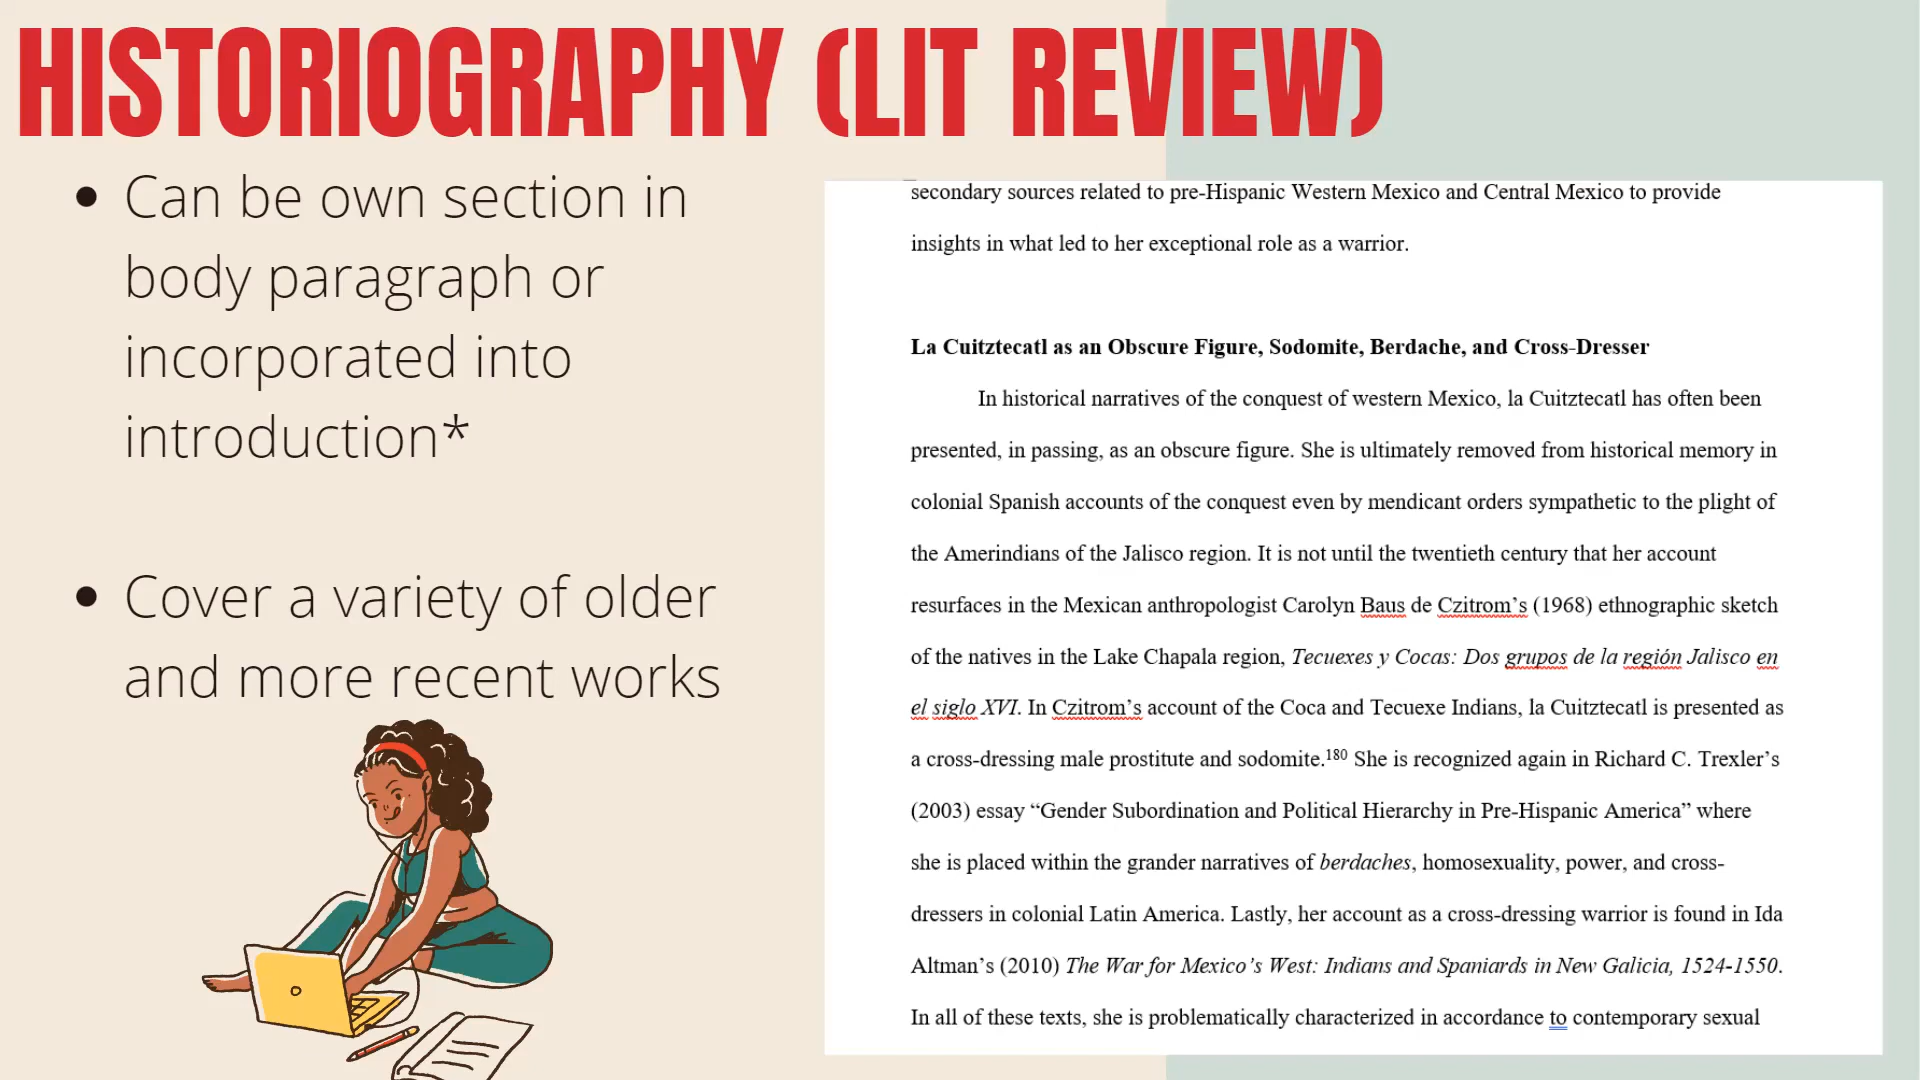 HISTORIOGRAPHY (LIT REVIEW)
• Can be own section in
body paragraph or
incorporated into
introduction*
• Cover a variety of older
and more recent works
secondary sources related to pre-Hispanic Western Mexico and Central Mexico to provide
insights in what led to her exceptional role as a warrior.
La Cuitztecatl as an Obscure Figure, Sodomite, Berdache, and Cross-Dresser
In historical narratives of the conquest of western Mexico, la Cuitztecatl has often been
presented, in passing, as an obscure figure. She is ultimately removed from historical memory in
colonial Spanish accounts of the conquest even by mendicant orders sympathetic to the plight of
the Amerindians of the Jalisco region. It is not until the twentieth century that her account
resurfaces in the Mexican anthropologist Carolyn Baus de Czitrom’s (1968) ethnographic sketch
of the natives in the Lake Chapala region, Tecuexes y Cocas: Dos grupos de la región Jalisco en
el siglo XVI. In Czitrom’s account of the Coca and Tecuexe Indians, la Cuitztecatl is presented as
a cross-dressing male prostitute and sodomite.180 She is recognized again in Richard C. Trexler’s
(2003) essay “Gender Subordination and Political Hierarchy in Pre-Hispanic America” where
she is placed within the grander narratives of berdaches, homosexuality, power, and cross-
dressers in colonial Latin America. Lastly, her account as a cross-dressing warrior is found in Ida
Altman’s (2010) The War for Mexico’s West: Indians and Spaniards in New Galicia, 1524-1550.
In all of these texts, she is problematically characterized in accordance to contemporary sexual